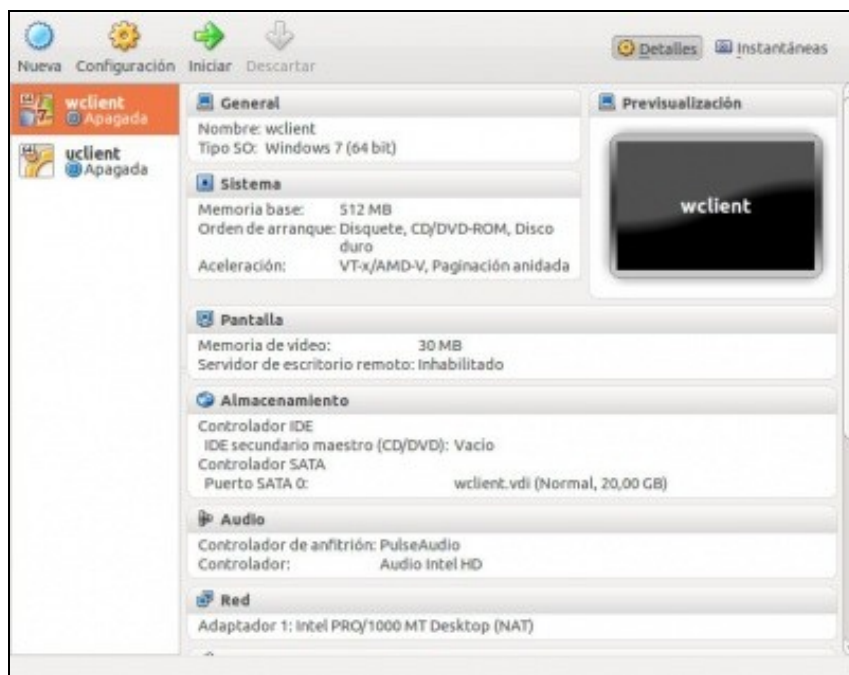 Nueva Configuración Iniciar Descartar
Detalles Instantáneas
wclient
Apagada
uclient
Apagada
General
Nombre: wclient
Tipo SO: Windows 7 (64 bit)
Sistema
Memoria base: 512 MB
Orden de arranque: Disquete, CD/DVD-ROM, Disco
duro
Aceleración: VT-x/AMD-V, Paginación anidada
Previsualización
wclient
Pantalla
Memoria de vídeo: 30 MB
Servidor de escritorio remoto: Inhabilitado
Almacenamiento
Controlador IDE
IDE secundario maestro (CD/DVD): Vacío
Controlador SATA
Puerto SATA 0: wclient.vdi (Normal, 20,00 GB)
Audio
Controlador de anfitrión: PulseAudio
Controlador: Audio Intel HD
Red
Adaptador 1: Intel PRO/1000 MT Desktop (NAT)